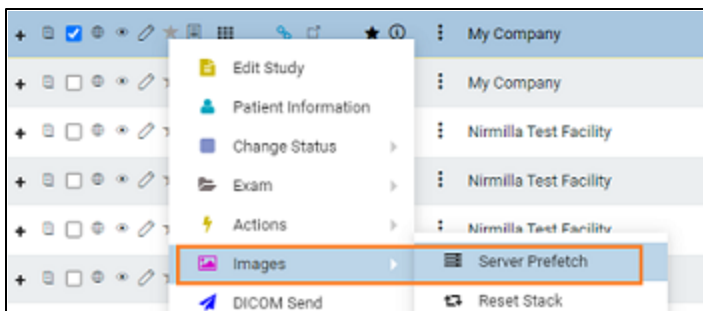 My Company
Edit Study
My Company
Patient Information
Nirmilla Test Facility
Change Status
Exam
Nirmilla Test Facility
Actions
Nirmilla Test Facility
Images
Server Prefetch
DICOM Send
Reset Stack